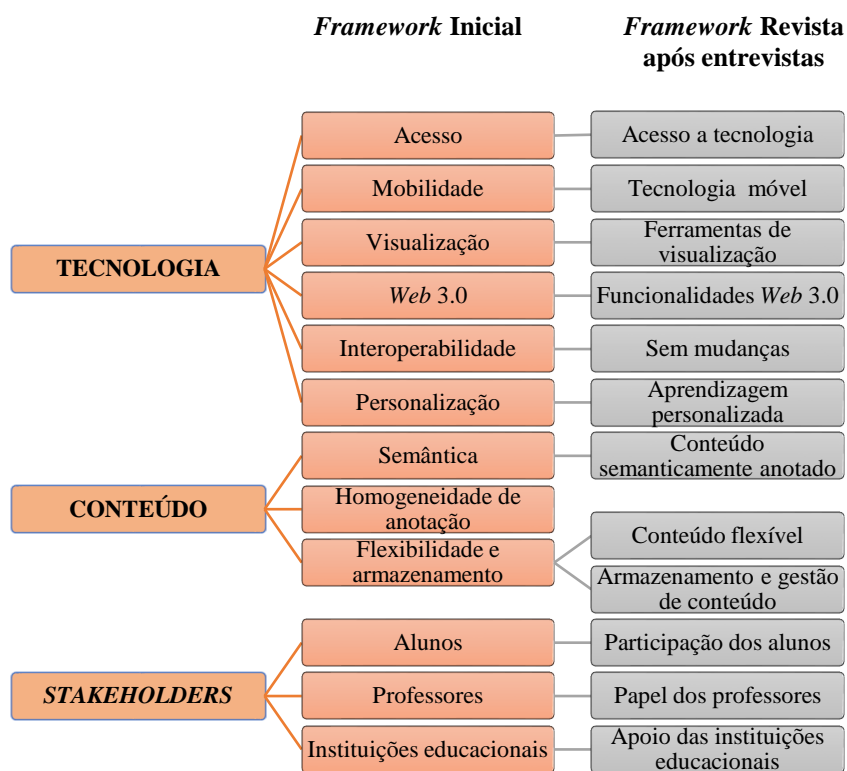 Framework Inicial
Framework Revista
após entrevistas
TECNOLOGIA
Acesso
Acesso a tecnologia
Mobilidade
Tecnologia móvel
Visualização
Ferramentas de
visualização
Web 3.0
Funcionalidades Web 3.0
Interoperabilidade
Sem mudanças
Personalização
Aprendizagem
personalizada
CONTEÚDO
Semântica
Conteúdo
semanticamente anotado
Homogeneidade de
anotação
Flexibilidade e
armazenamento
Conteúdo flexível
Armazenamento e gestão
de conteúdo
STAKEHOLDERS
Alunos
Participação dos alunos
Professores
Papel dos professores
Instituições educacionais
Apoio das instituições
educacionais